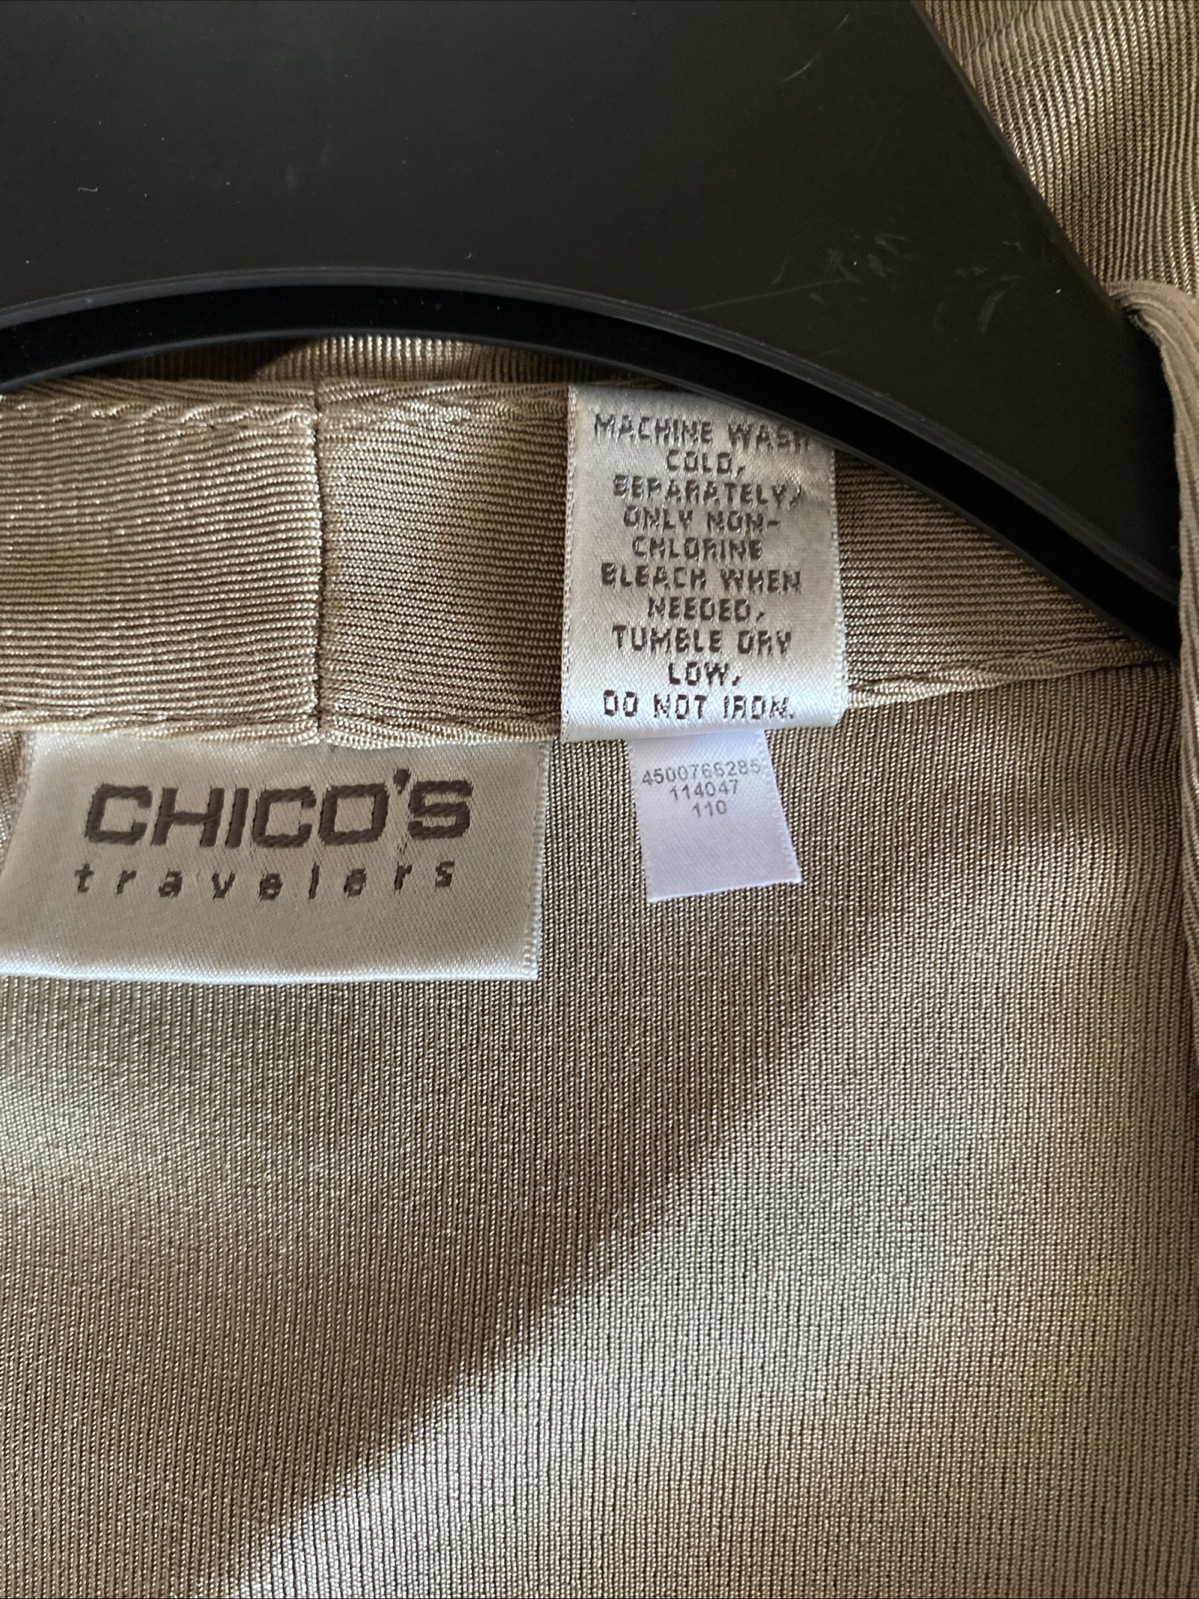 MACHINE WASH
COLD,
SEPARATELY,
ONLY NON-
CHLORINE
BLEACH WHEN
NEEDED,
TUMBLE DRY
LOW,
DO NOT IRON.
CHICO'S
travelers
4500766285
114047
110